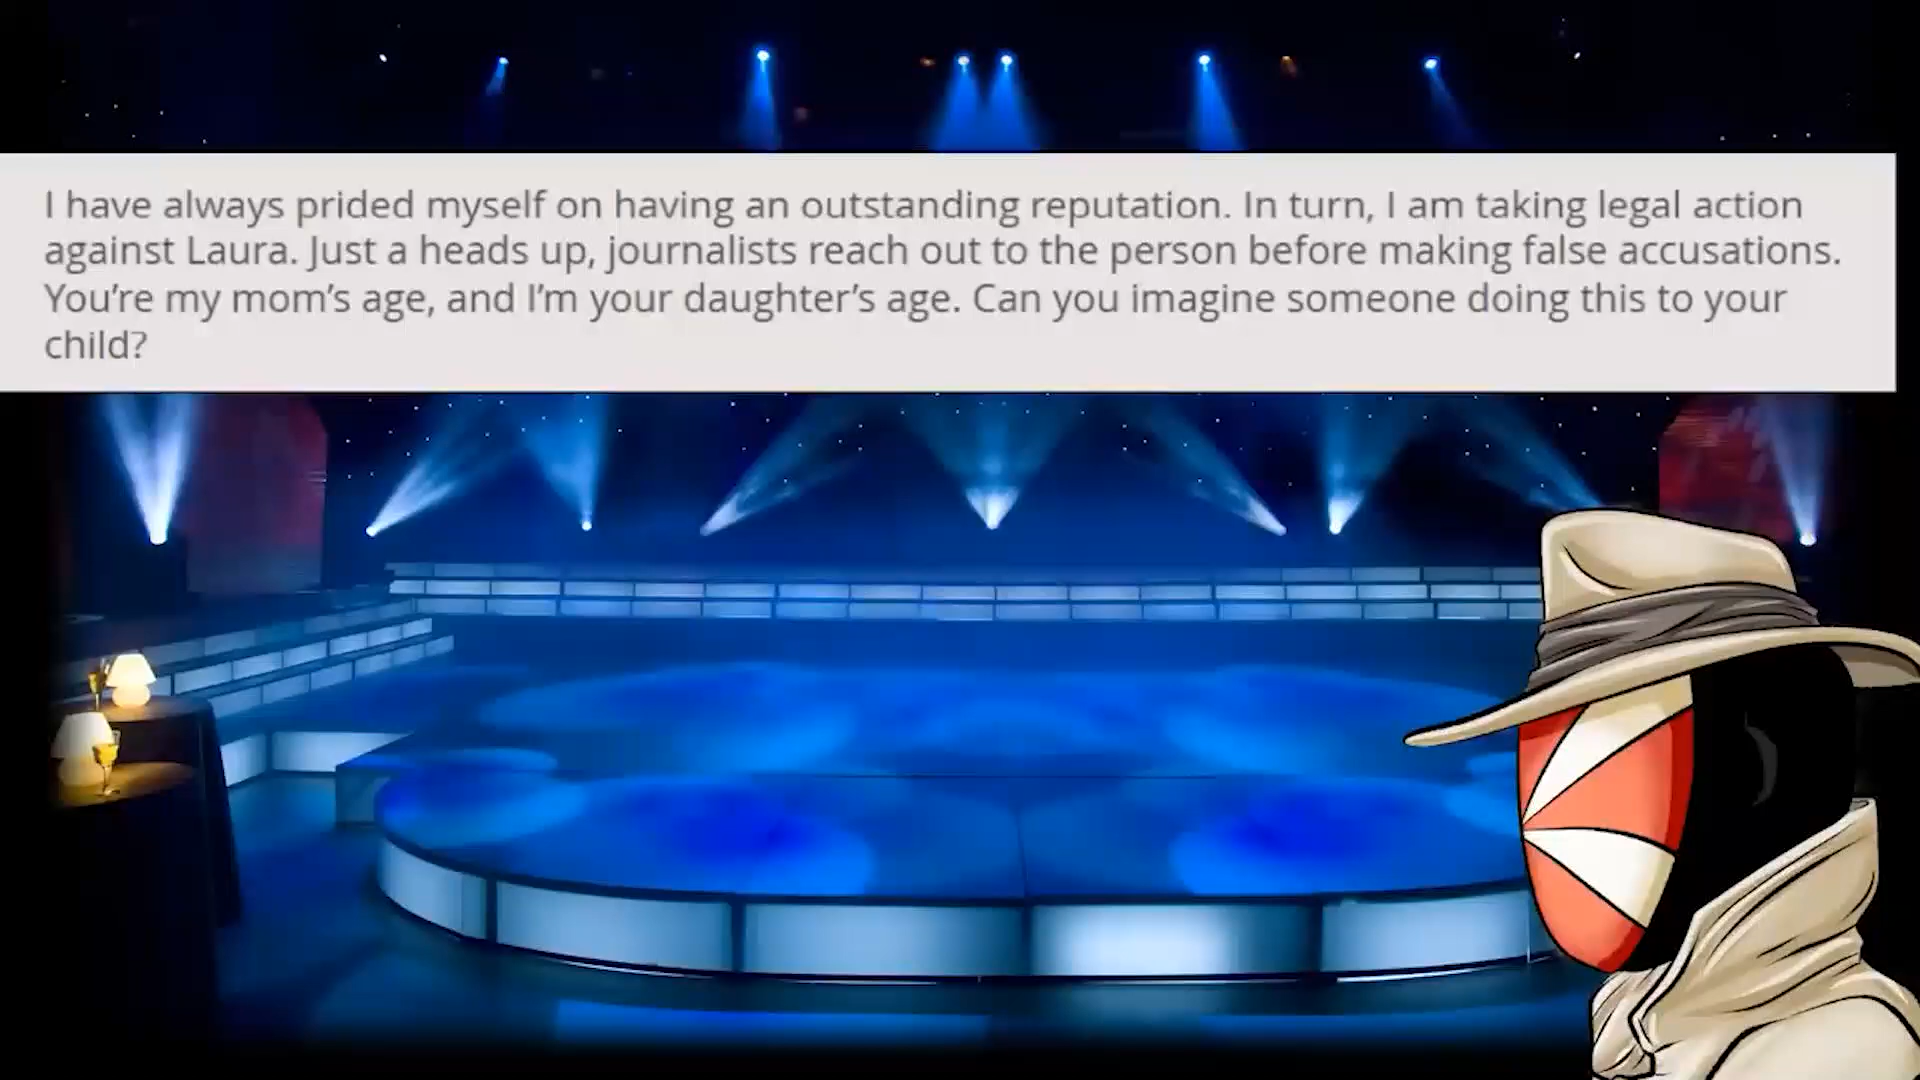 I have always prided myself on having an outstanding reputation. In turn, I am taking legal action
against Laura. Just a heads up, journalists reach out to the person before making false accusations.
You’re my mom’s age, and I’m your daughter’s age. Can you imagine someone doing this to your
child?